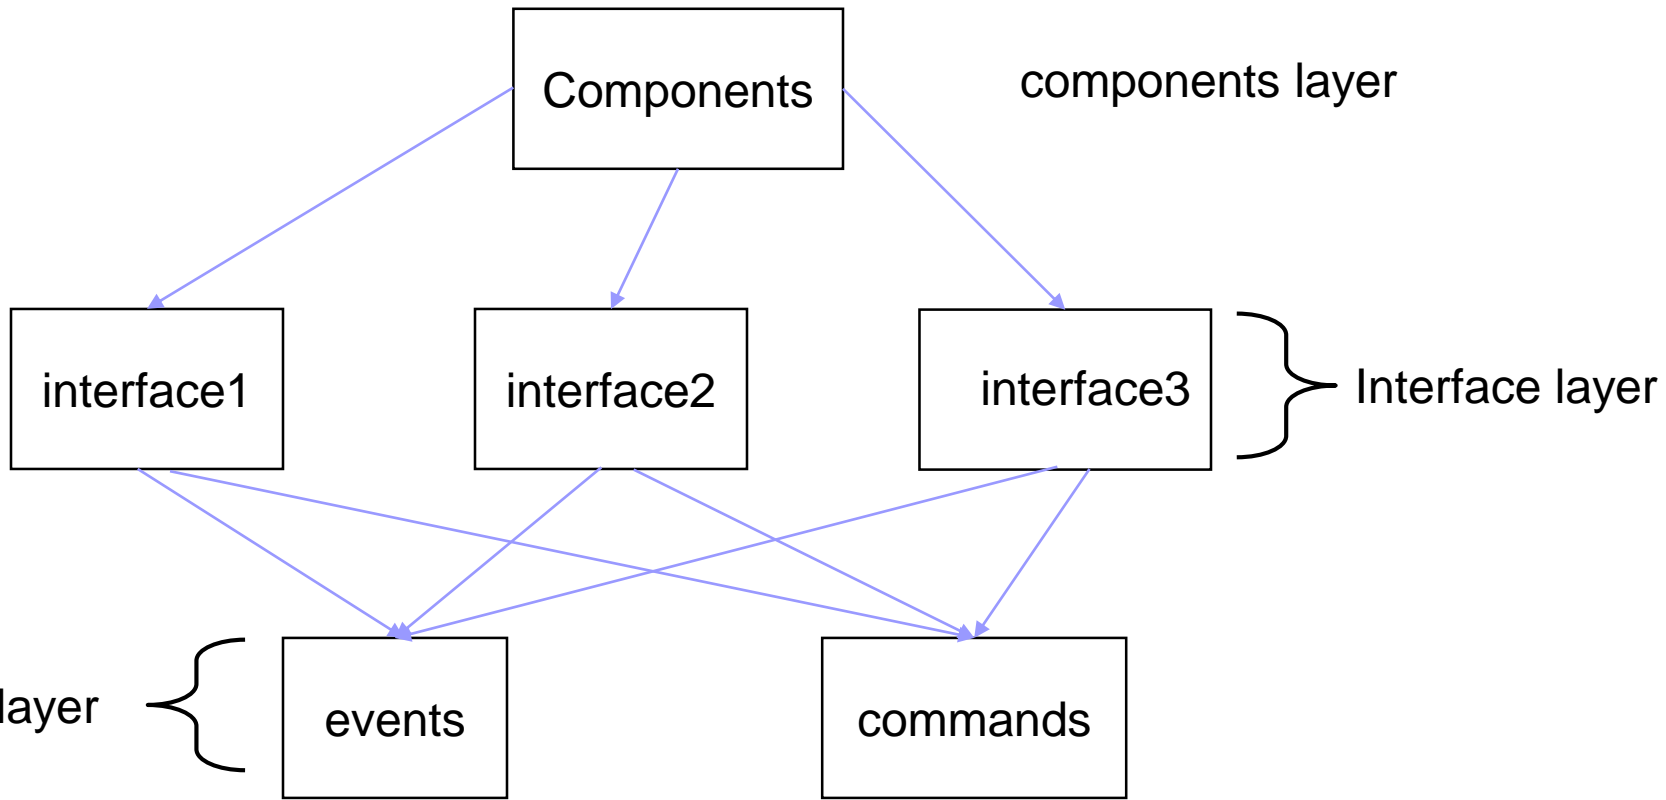 Components
components layer
interface1
interface2
interface3
Interface layer
layer
events
commands